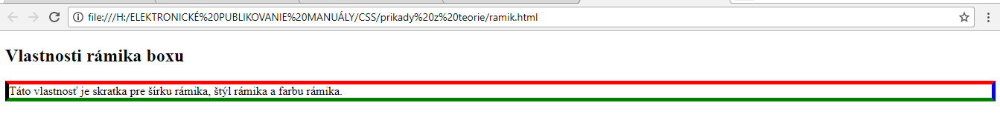 file:///H:/ELEKTRONICKÉ%20PUBLIKOVANIE%20MANUÁLY/CSS/prikady%20z%20teorie/ramik.html
Vlastnosti rámika boxu
Táto vlastnosť je skratka pre šírku rámika, štýl rámika a farbu rámika.